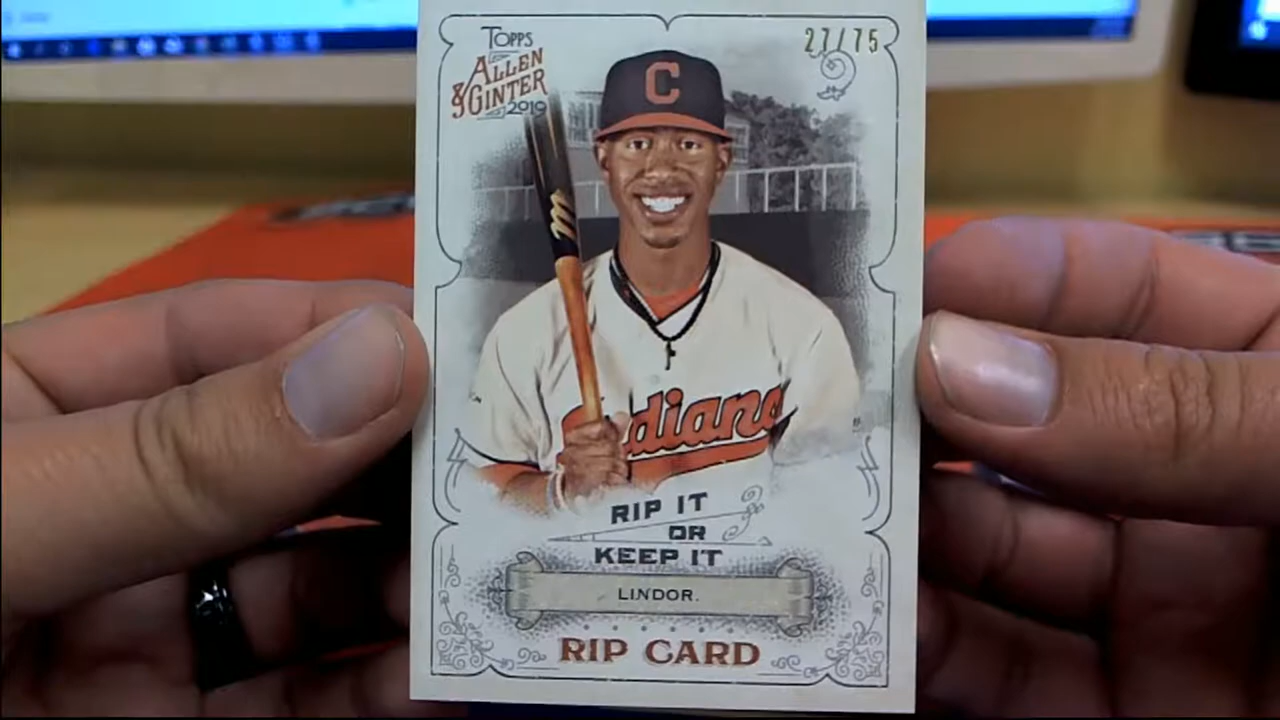 TOPPS
ALLEN
& GINTER
2019
27/75
C
Indians
RIP IT
OR
KEEP IT
LINDOR.
RIP CARD